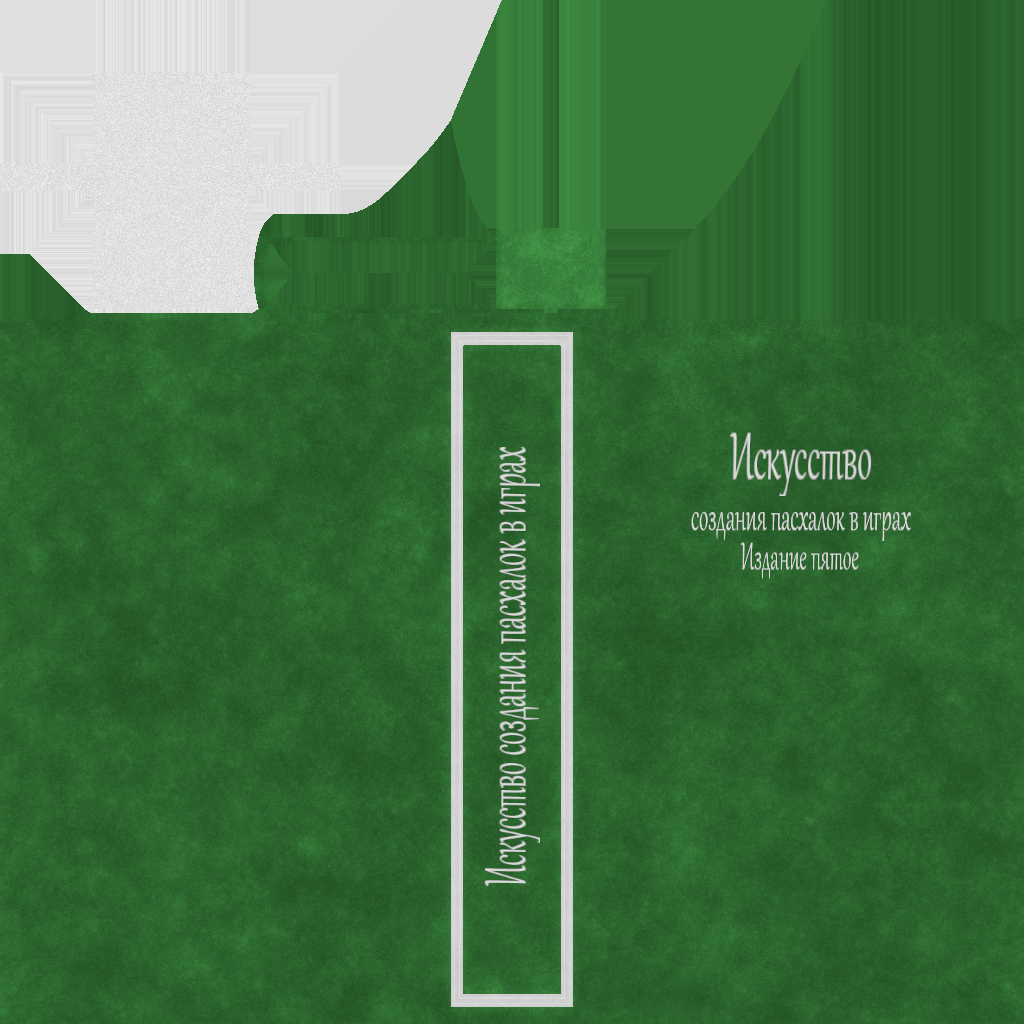 Искусство создания пасхалок в играх
Искусство
создания пасхалок в играх
Издание пятое